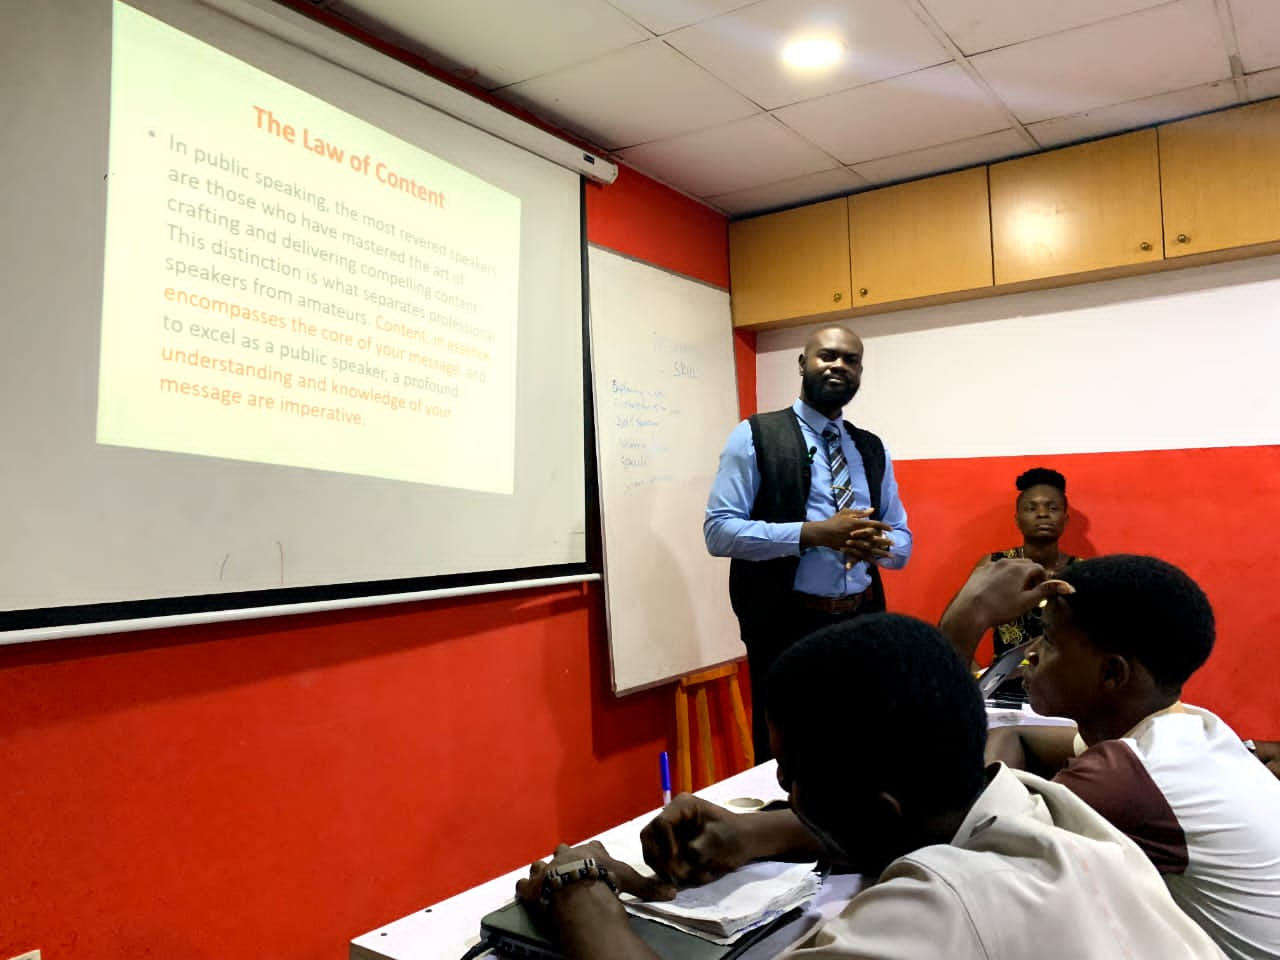 The Law of Content
• In public speaking, the most revered speakers
are those who have mastered the art of
crafting and delivering compelling content.
This distinction is what separates professional
speakers from amateurs. Content, in essence
encompasses the core of your message, and
to excel as a public speaker, a profound
understanding and knowledge of your
message are imperative.
- Skill